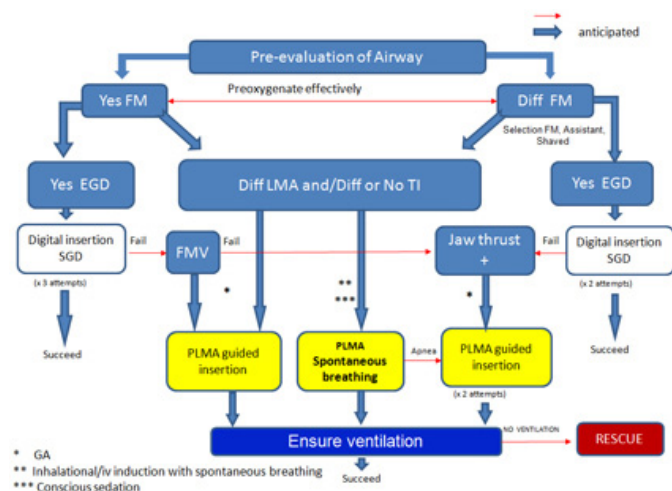 anticipated
Pre-evaluation of Airway
Yes FM
Preoxygenate effectively
Diff FM
Selection FM, Assistant,
Shaved
Yes EGD
Diff LMA and/Diff or No TI
Yes EGD
Digital insertion
SGD
Fail
FMV
Fail
Jaw thrust
+
Fail
Digital insertion
SGD
(x 3 attempts)
(x 2 attempts)
*
**
***
*
Succeed
PLMA guided
insertion
PLMA
Spontaneous
breathing
Apnea
PLMA guided
insertion
Succeed
(x 2 attempts)
Ensure ventilation
NO VENTILATION
RESCUE
* GA
** Inhalational/iv induction with spontaneous breathing
*** Conscious sedation
Succeed